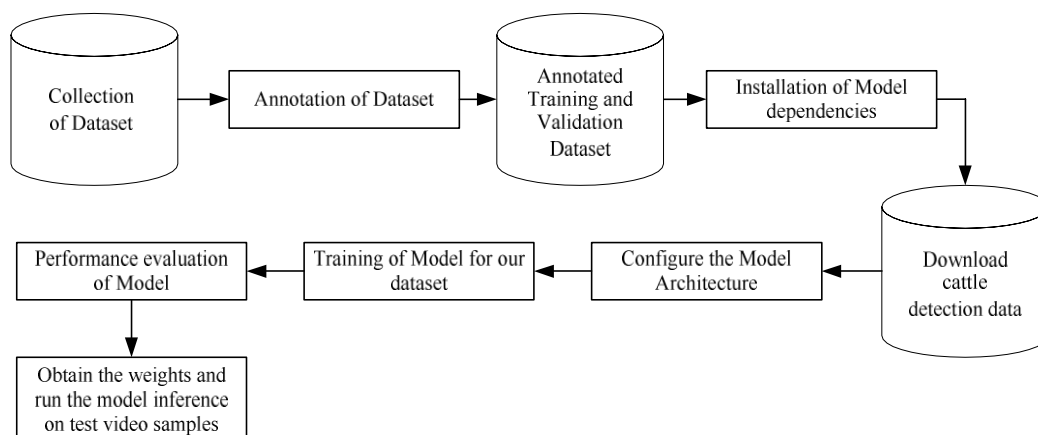 Collection
of Dataset
Annotation of Dataset
Annotated
Training and
Validation
Dataset
Installation of Model
dependencies
Download
cattle
detection data
Configure the Model
Architecture
Training of Model for our
dataset
Performance evaluation
of Model
Obtain the weights and
run the model inference
on test video samples